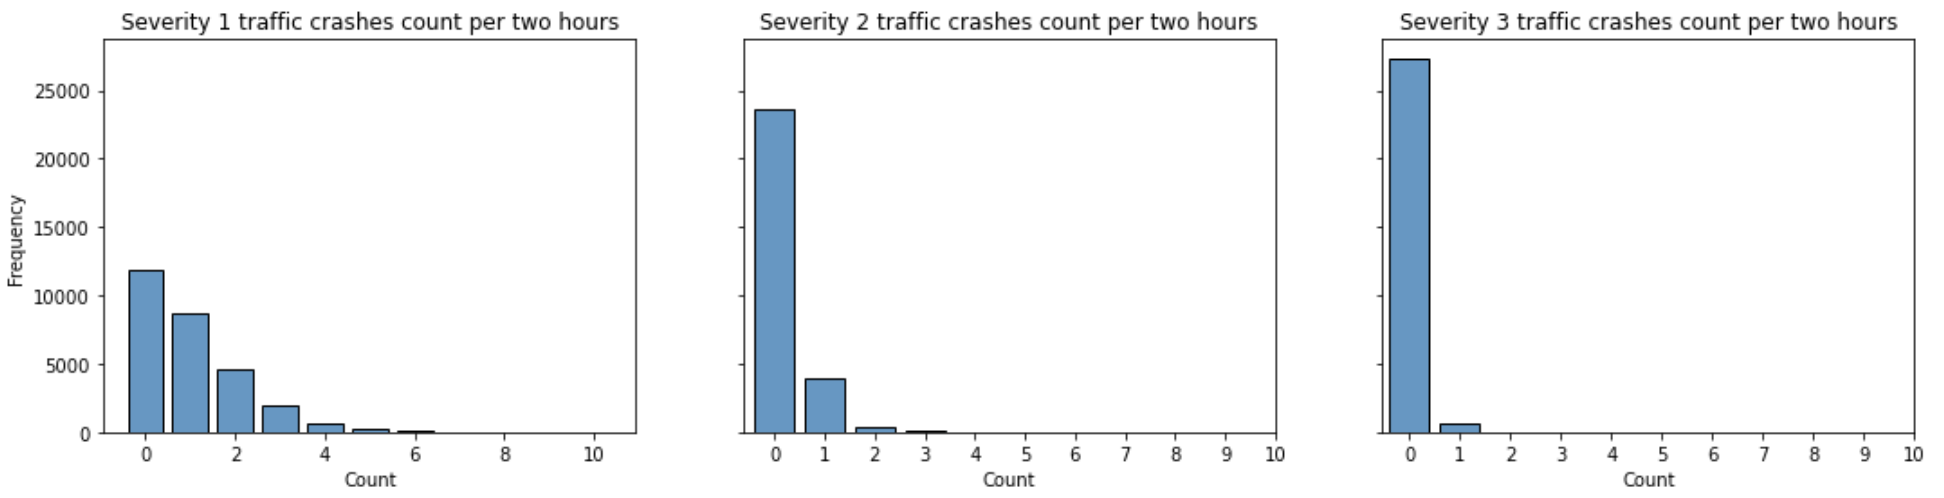 Severity 1 traffic crashes count per two hours
Frequency
25000
20000
15000
10000
5000
0
0 2 4 6 8 10
Count
Severity 2 traffic crashes count per two hours
0 1 2 3 4 5 6 7 8 9 10
Count
Severity 3 traffic crashes count per two hours
0 1 2 3 4 5 6 7 8 9 10
Count